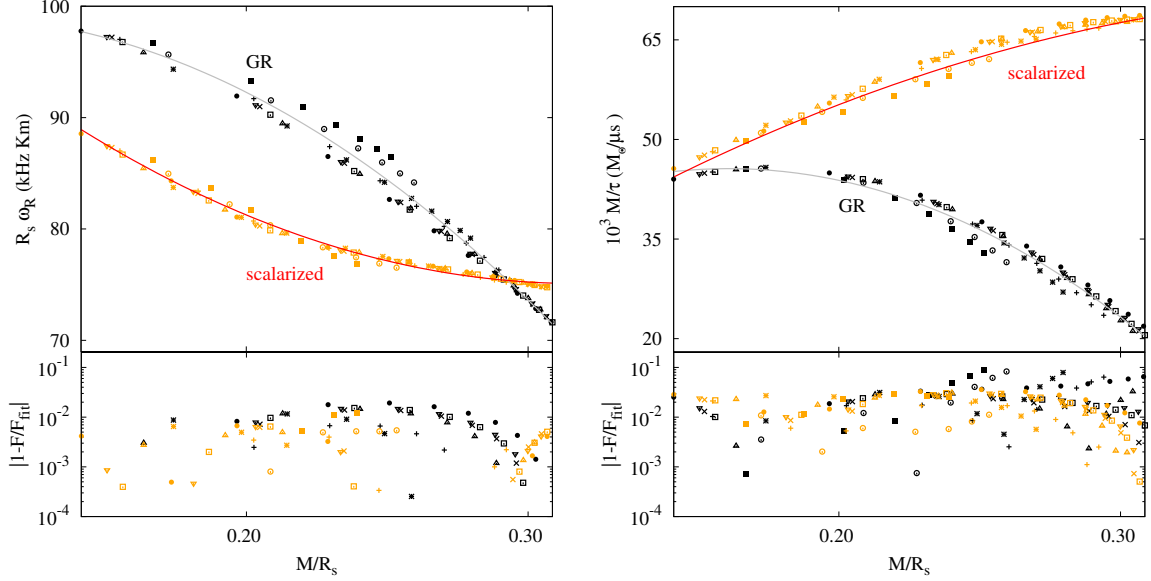 100
90
80
70
R_s ω_R (kHz Km)
GR
scalarized
10^-1
10^-2
10^-3
10^-4
|1-F/F_fit|
0.20
0.30
M/R_s
65
50
35
20
10^3 M/τ (M_⊙/μs)
scalarized
GR
10^-1
10^-2
10^-3
10^-4
|1-F/F_fit|
0.20
0.30
M/R_s